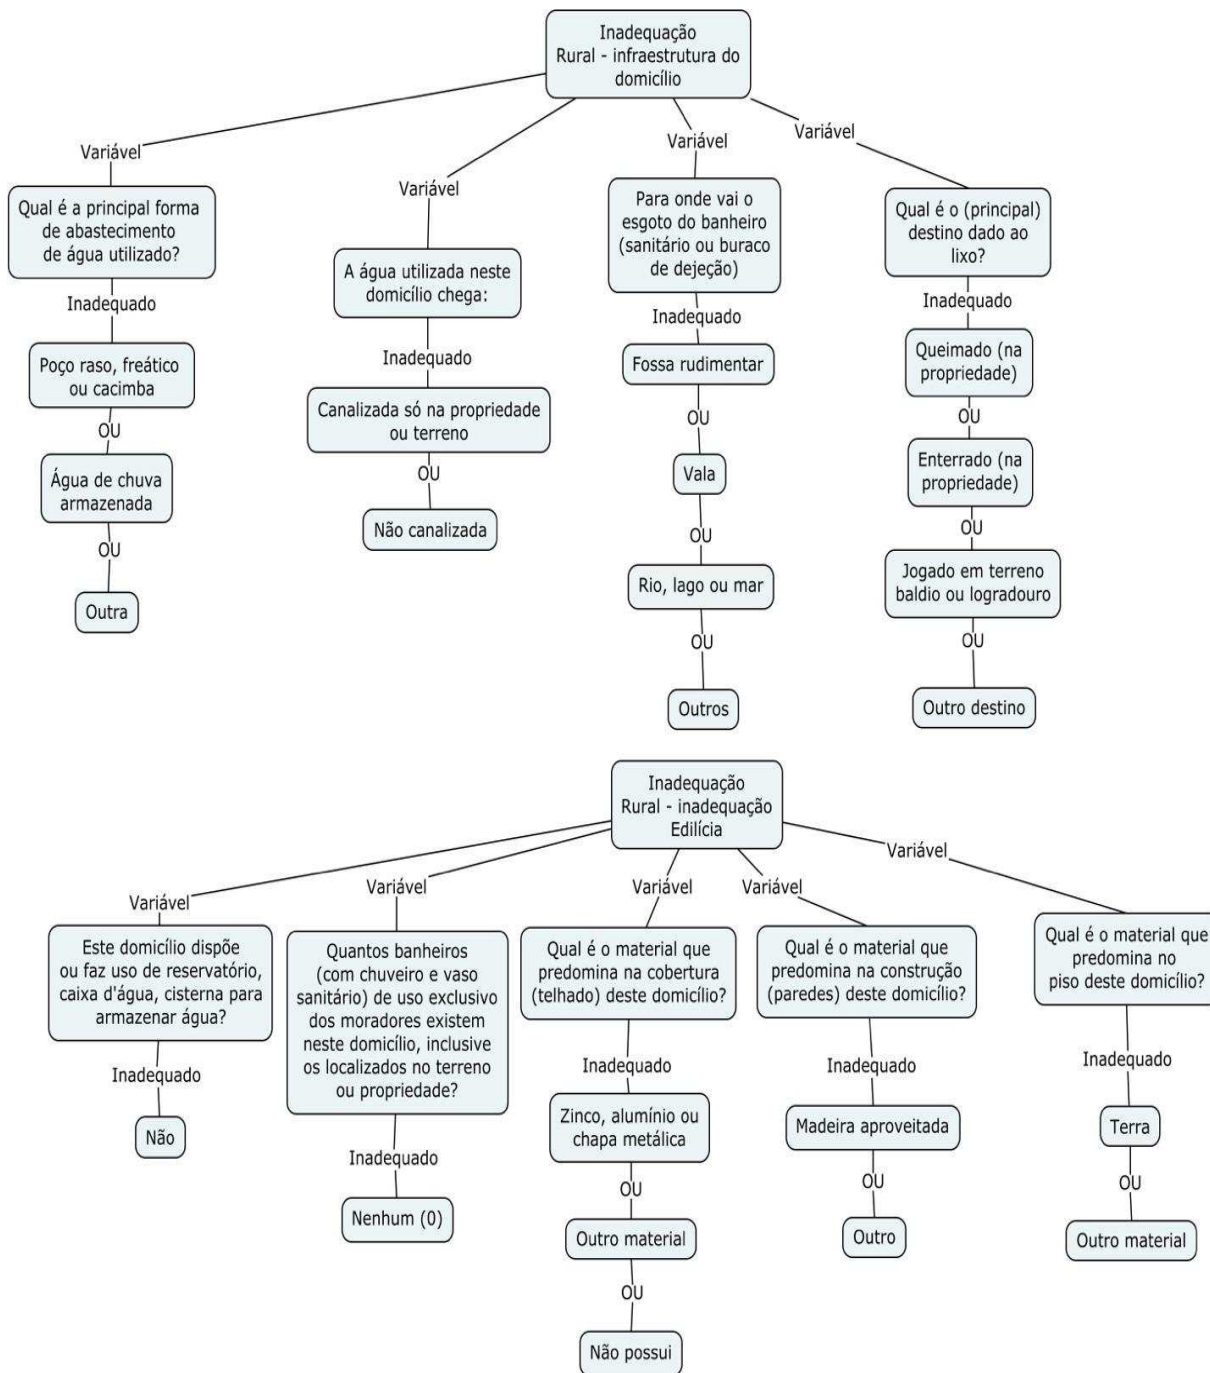 Inadequação
Rural - infraestrutura do
domicílio
Variável
Qual é a principal forma
de abastecimento
de água utilizado?
Inadequado
Poço raso, freático
ou cacimba
OU
Água de chuva
armazenada
OU
Outra
Variável
A água utilizada neste
domicílio chega:
Inadequado
Canalizada só na propriedade
ou terreno
OU
Não canalizada
Variável
Para onde vai o
esgoto do banheiro
(sanitário ou buraco
de dejeção)
Inadequado
Fossa rudimentar
OU
Vala
OU
Rio, lago ou mar
OU
Outros
Variável
Qual é o (principal)
destino dado ao
lixo?
Inadequado
Queimado (na
propriedade)
OU
Enterrado (na
propriedade)
OU
Jogado em terreno
baldio ou logradouro
OU
Outro destino
Inadequação
Rural - inadequação
Edilícia
Variável
Este domicílio dispõe
ou faz uso de reservatório,
caixa d'água, cisterna para
armazenar água?
Inadequado
Não
Variável
Quantos banheiros
(com chuveiro e vaso
sanitário) de uso exclusivo
dos moradores existem
neste domicílio, inclusive
os localizados no terreno
ou propriedade?
Inadequado
Nenhum (0)
Variável
Qual é o material que
predomina na cobertura
(telhado) deste domicílio?
Inadequado
Zinco, alumínio ou
chapa metálica
OU
Outro material
OU
Não possui
Variável
Qual é o material que
predomina na construção
(paredes) deste domicílio?
Inadequado
Madeira aproveitada
OU
Outro
Variável
Qual é o material que
predomina no
piso deste domicílio?
Inadequado
Terra
OU
Outro material